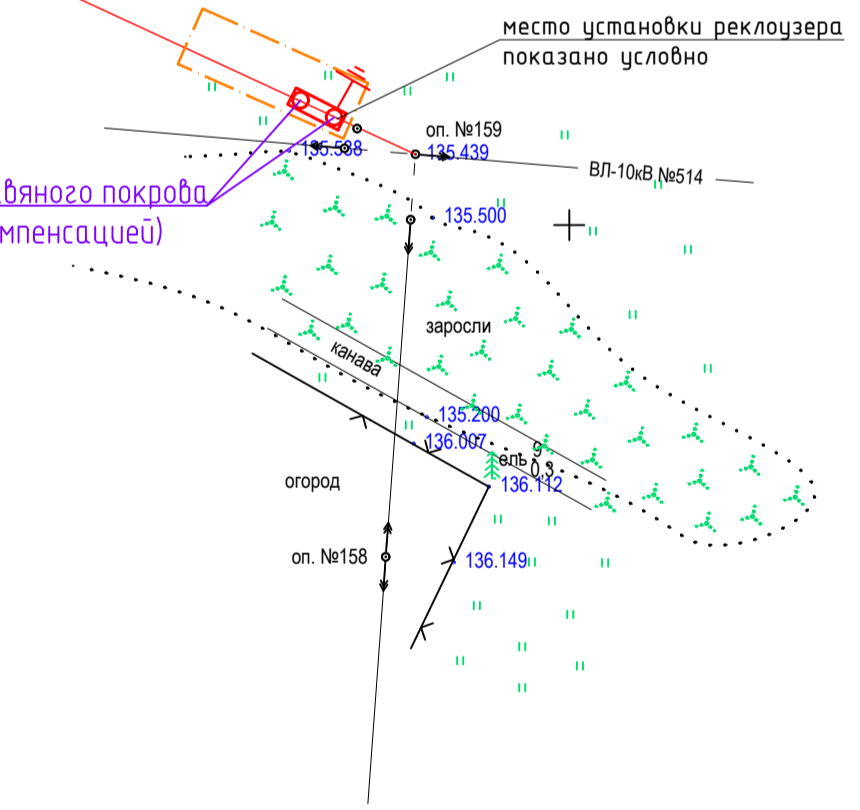 место установки реклоузера
показано условно
оп. №159
135.538
135.439
ВЛ-10кВ №514
вяного покрова
мпенсацией)
135.500
заросли
канава
135.200
136.007
9
ель 0,3
136.112
огород
оп. №158
136.149